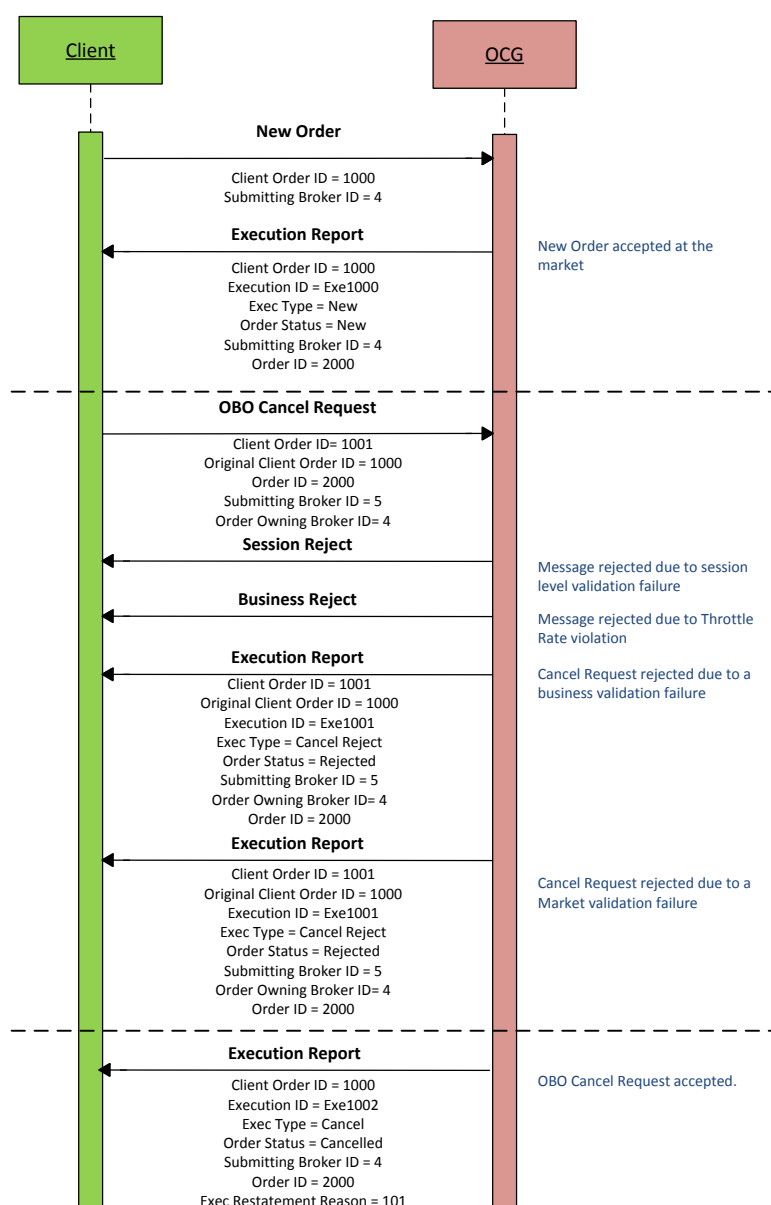 Client
OCG
New Order
Client Order ID = 1000
Submitting Broker ID = 4
Execution Report
New Order accepted at the
market
Client Order ID = 1000
Execution ID = Exe1000
Exec Type = New
Order Status = New
Submitting Broker ID = 4
Order ID = 2000
OBO Cancel Request
Client Order ID= 1001
Original Client Order ID = 1000
Order ID = 2000
Submitting Broker ID = 5
Order Owning Broker ID= 4
Session Reject
Message rejected due to session
level validation failure
Business Reject
Message rejected due to Throttle
Rate violation
Execution Report
Cancel Request rejected due to a
business validation failure
Client Order ID = 1001
Original Client Order ID = 1000
Execution ID = Exe1001
Exec Type = Cancel Reject
Order Status = Rejected
Submitting Broker ID = 5
Order Owning Broker ID= 4
Order ID = 2000
Execution Report
Client Order ID = 1001
Original Client Order ID = 1000
Execution ID = Exe1001
Exec Type = Cancel Reject
Order Status = Rejected
Submitting Broker ID = 5
Order Owning Broker ID= 4
Order ID = 2000
Cancel Request rejected due to a
Market validation failure
Execution Report
OBO Cancel Request accepted.
Client Order ID = 1000
Execution ID = Exe1002
Exec Type = Cancel
Order Status = Cancelled
Submitting Broker ID = 4
Order ID = 2000
Exec Restatement Reason = 101